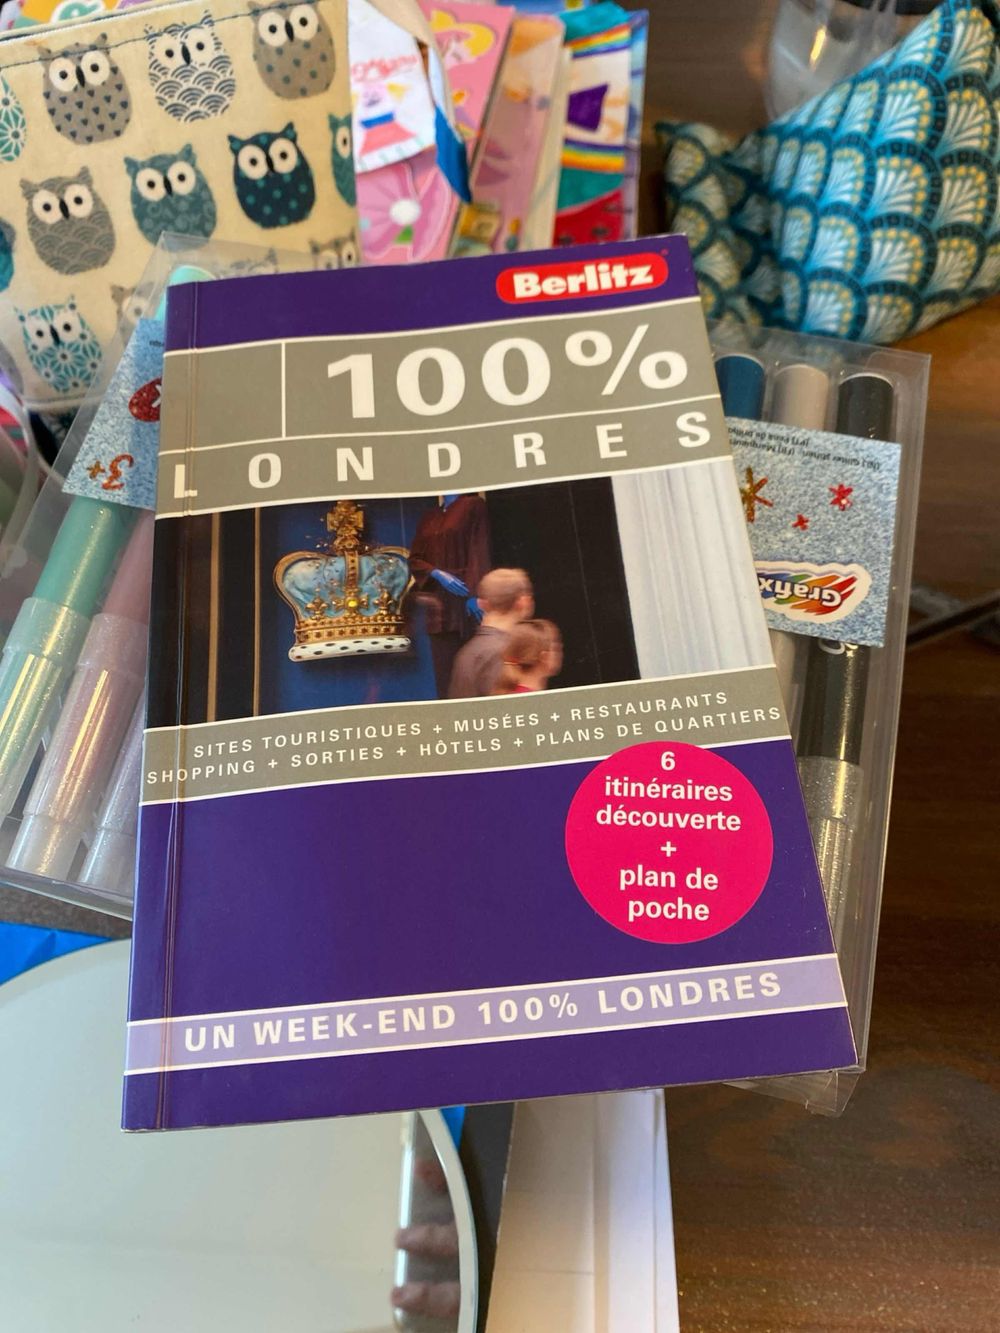 Berlitz
100%
LONDRES
SITES TOURISTIQUES + MUSÉES + RESTAURANTS
SHOPPING + SORTIES + HÔTELS + PLANS DE QUARTIERS
6
itinéraires
découverte
+
plan de
poche
UN WEEK-END 100% LONDRES
3+
Grafix